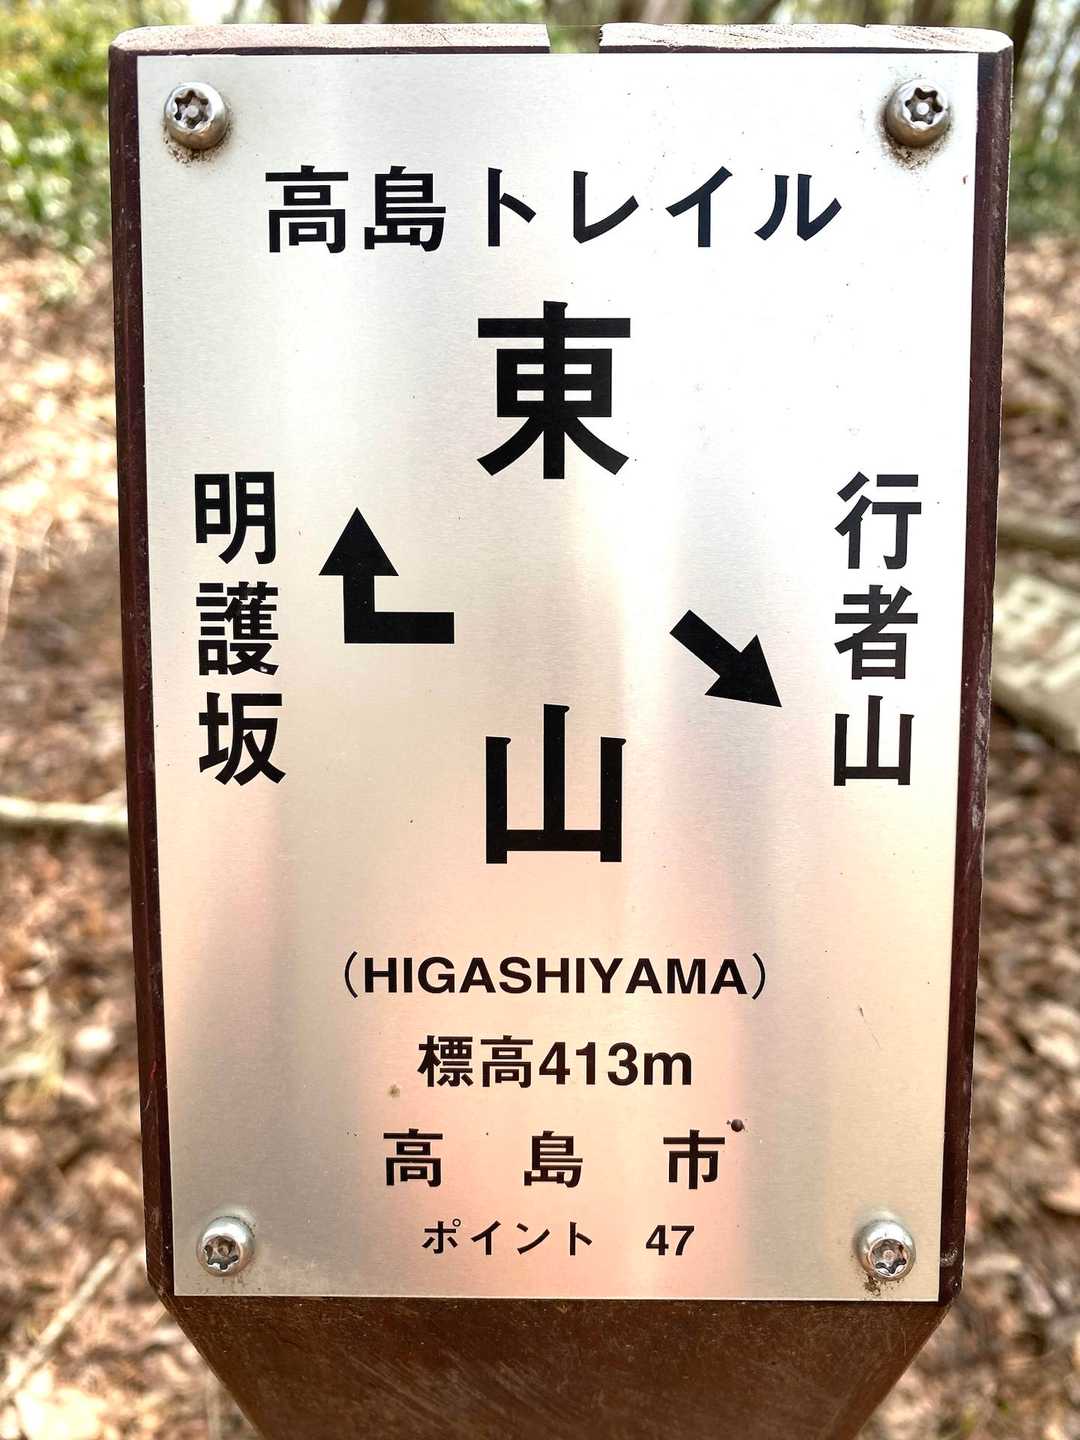 高島トレイル
東山
明護坂
行者山
（HIGASHIYAMA）
標高413m
高島市
ポイント 47